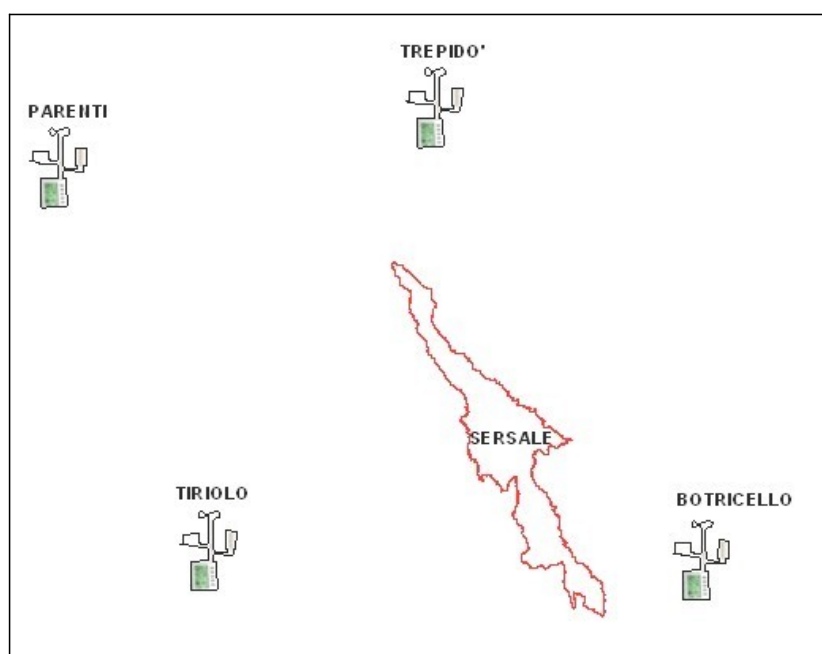 TREPIDO'
PARENTI
SERSALE
TIRIOLO
BOTRICELLO